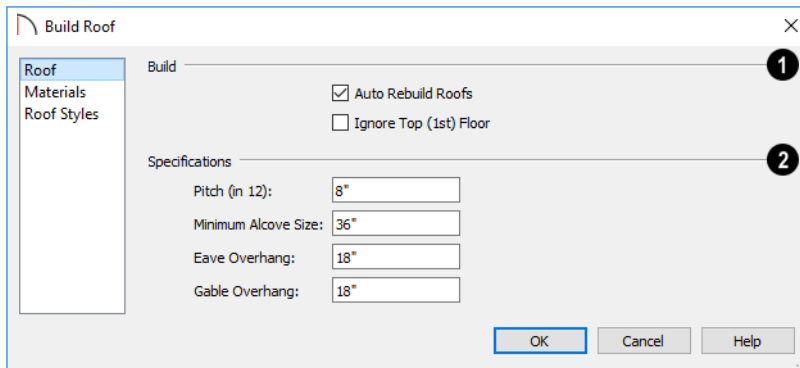 Build Roof
Roof
Materials
Roof Styles
Build
1
Auto Rebuild Roofs
Ignore Top (1st) Floor
Specifications
2
Pitch (in 12): 8"
Minimum Alcove Size: 36"
Eave Overhang: 18"
Gable Overhang: 18"
OK Cancel Help